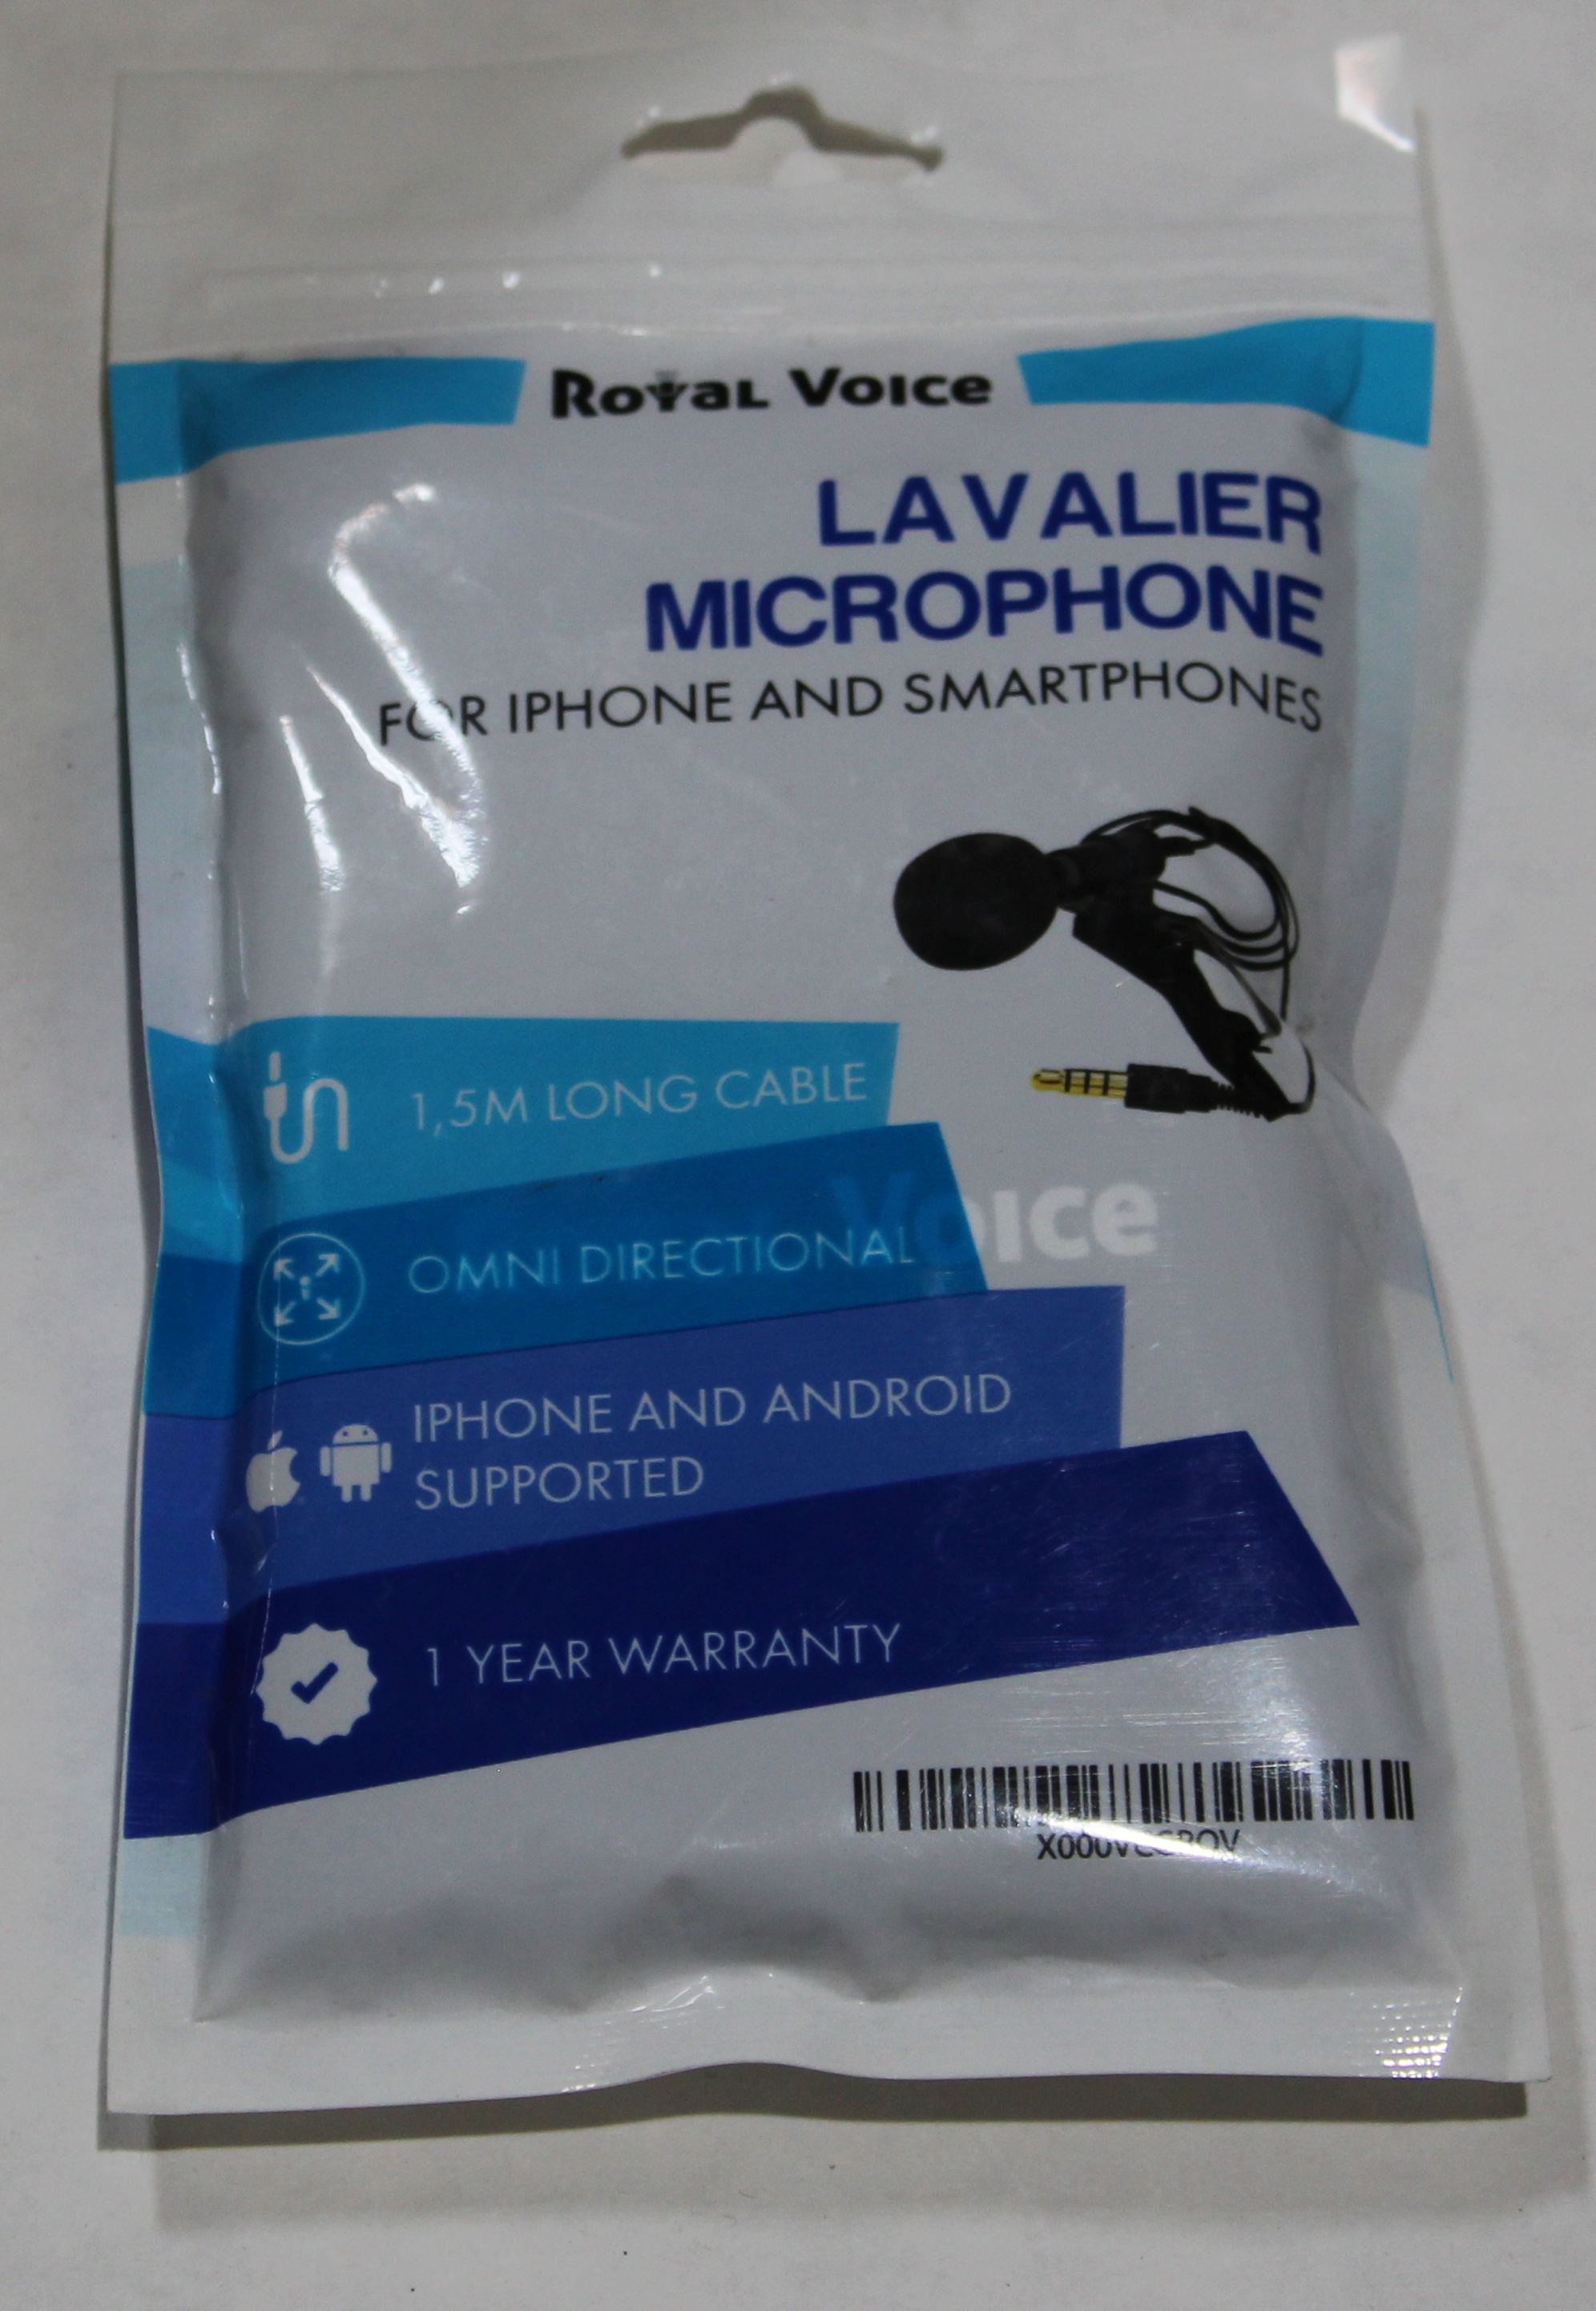 Royal Voice
LAVALIER
MICROPHONE
FOR IPHONE AND SMARTPHONES
1,5M LONG CABLE
Voice
OMNI DIRECTIONAL
IPHONE AND ANDROID
SUPPORTED
1 YEAR WARRANTY